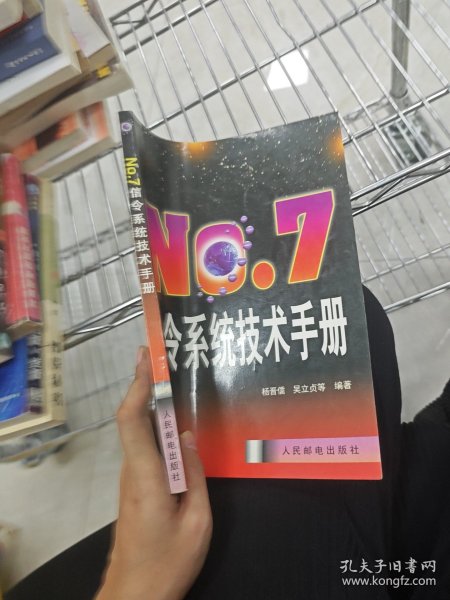 No.7信令系统技术手册
人民邮电出版社
No.7
令系统技术手册
杨晋儒 吴立贞等 编著
人民邮电出版社
孔夫子旧书网
www.kongfz.com